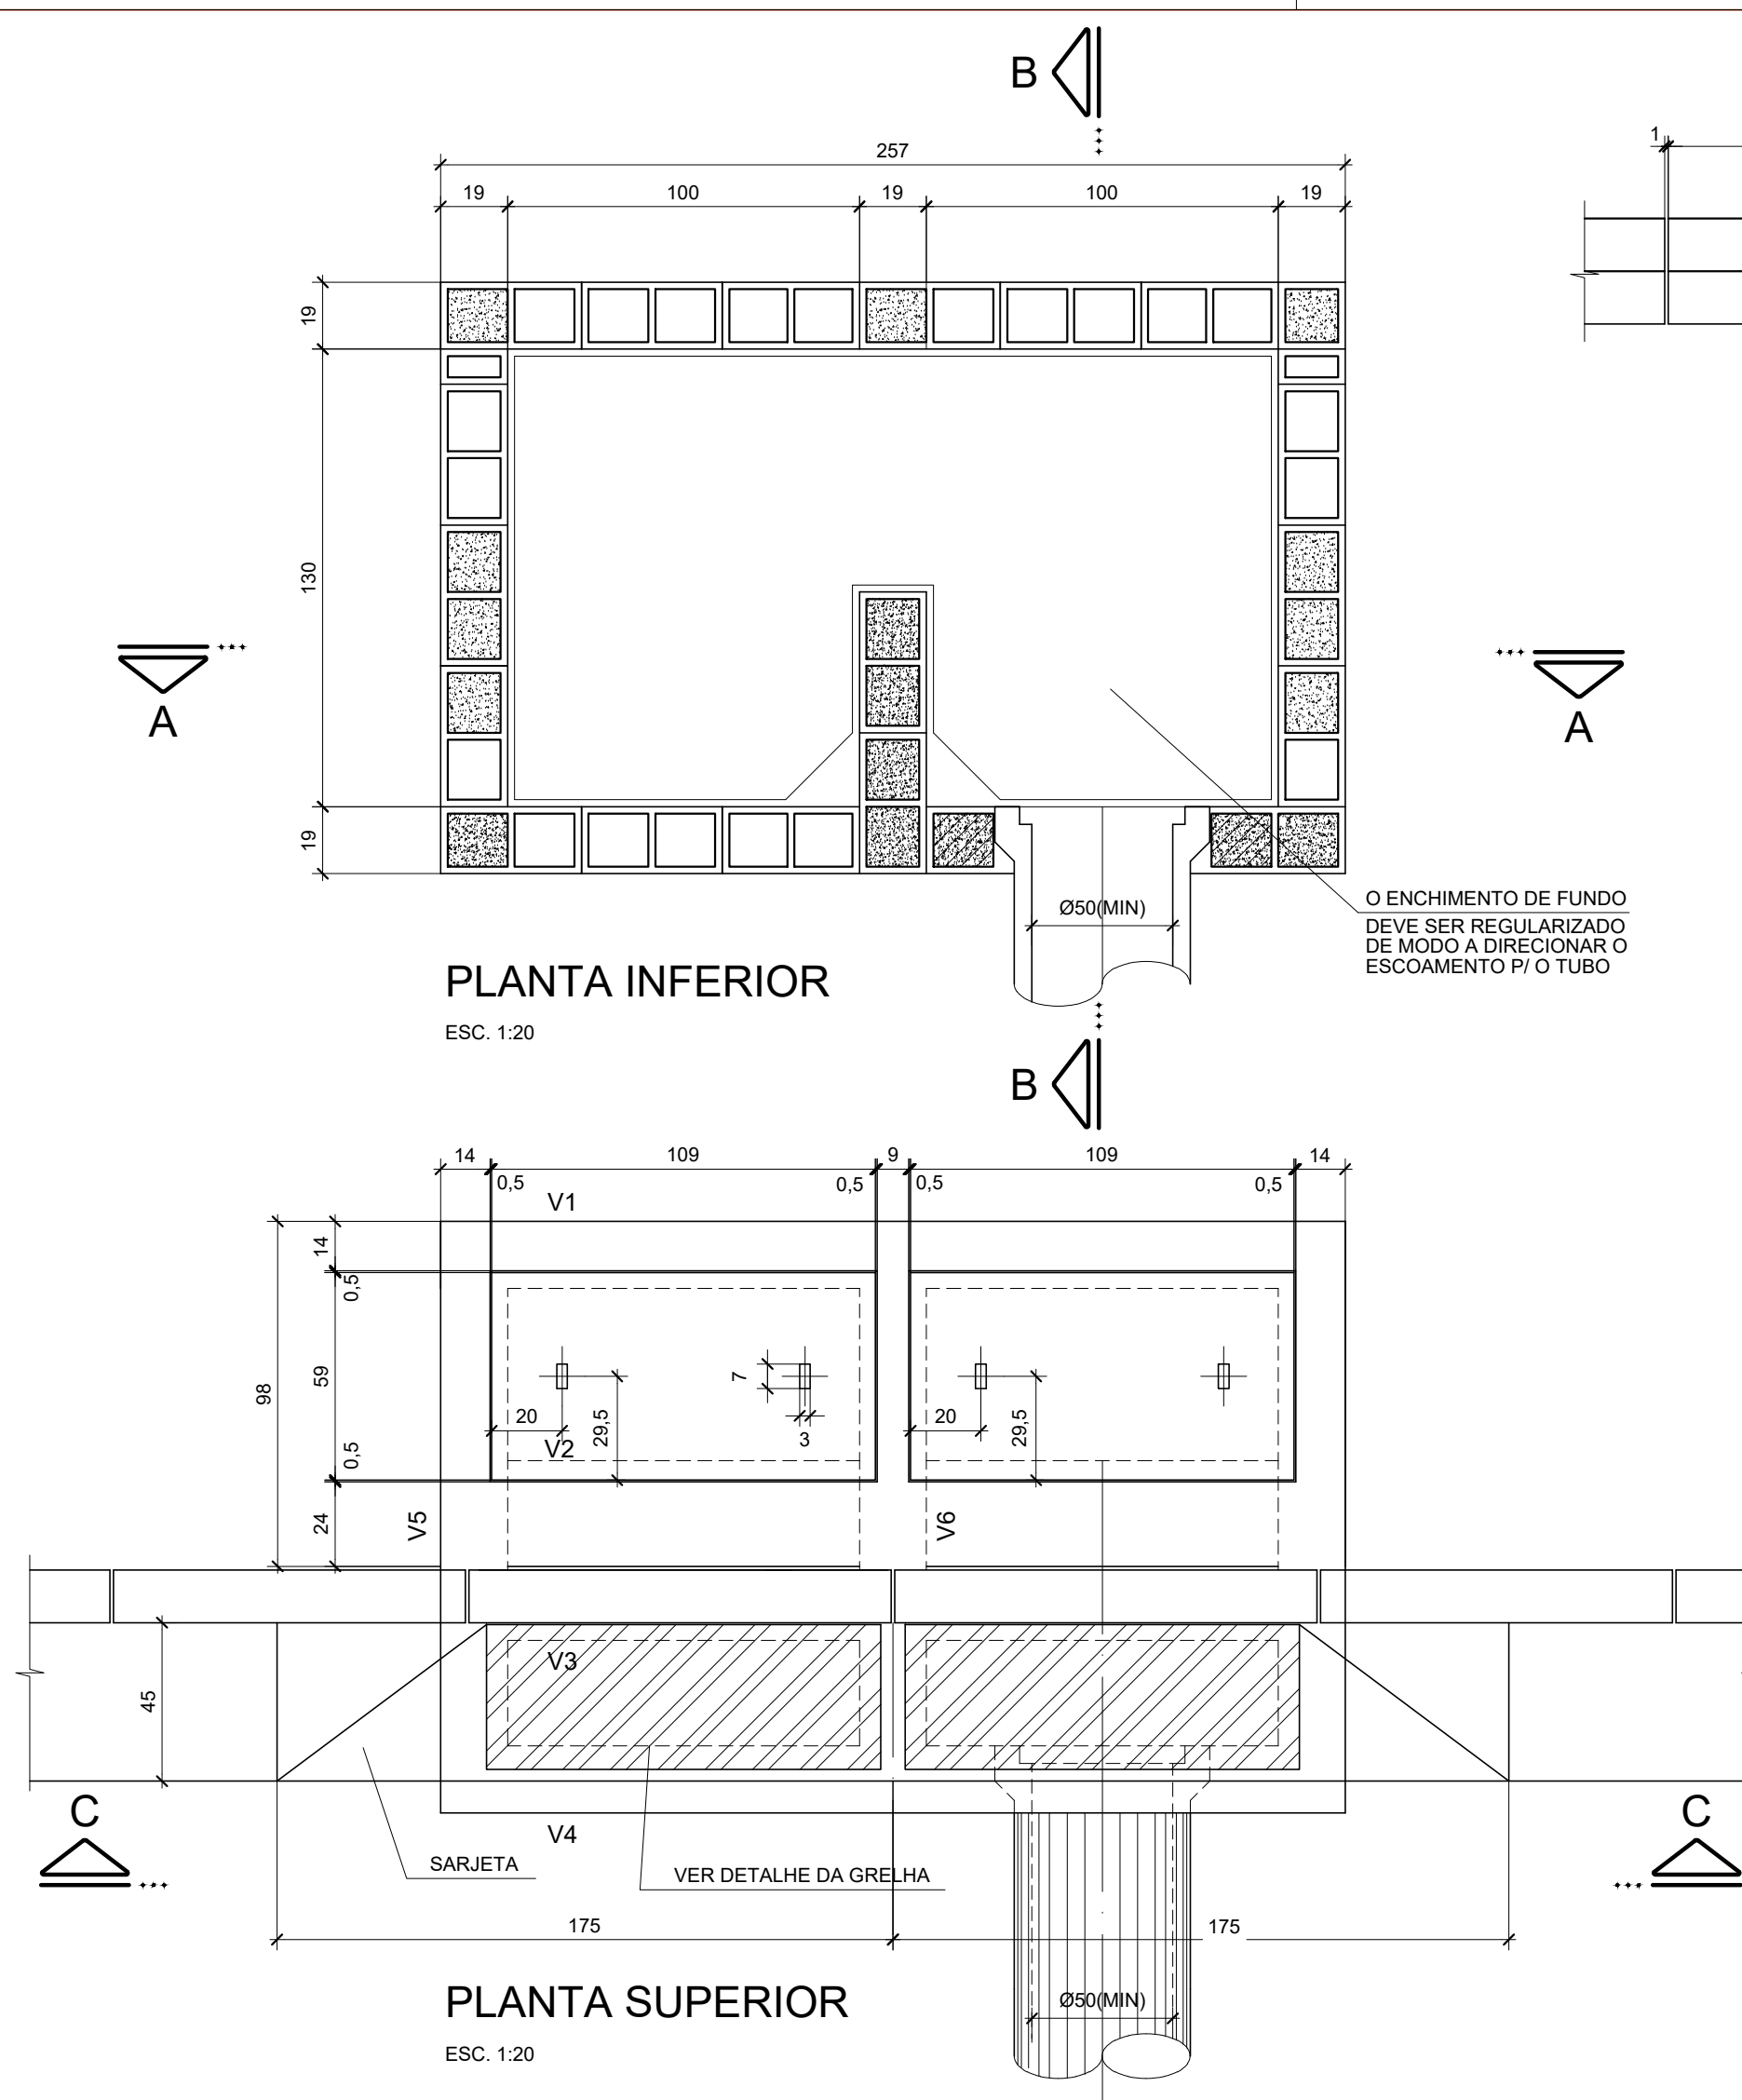 B
257
19 100 19 100 19
1
19
130
19
A
A
Ø50(MIN)
O ENCHIMENTO DE FUNDO
DEVE SER REGULARIZADO
DE MODO A DIRECIONAR O
ESCOAMENTO P/ O TUBO
PLANTA INFERIOR
ESC. 1:20
B
14 109 9 109 14
0,5 0,5 0,5 0,5
V1
14
0,5
59
98
0,5
24
7
3
20
29,5
20
29,5
V2
V5
V6
V3
45
C
C
V4
SARJETA
VER DETALHE DA GRELHA
175
175
PLANTA SUPERIOR
ESC. 1:20
Ø50(MIN)